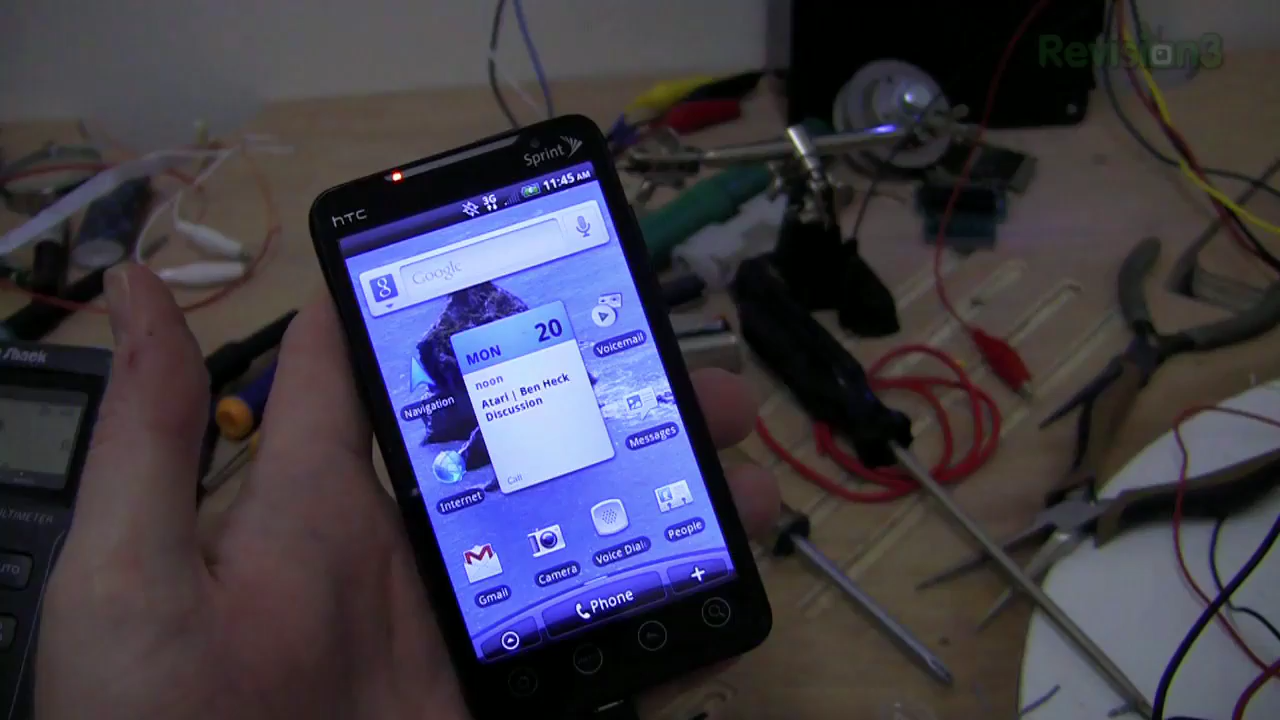 Revision3
Sprint
hTC
3G
11:45 AM
8
Google
MON 20
noon
Atari | Ben Heck
Discussion
Call
Voicemail
Navigation
Messages
Internet
People
Voice Dial
Camera
Gmail
Phone